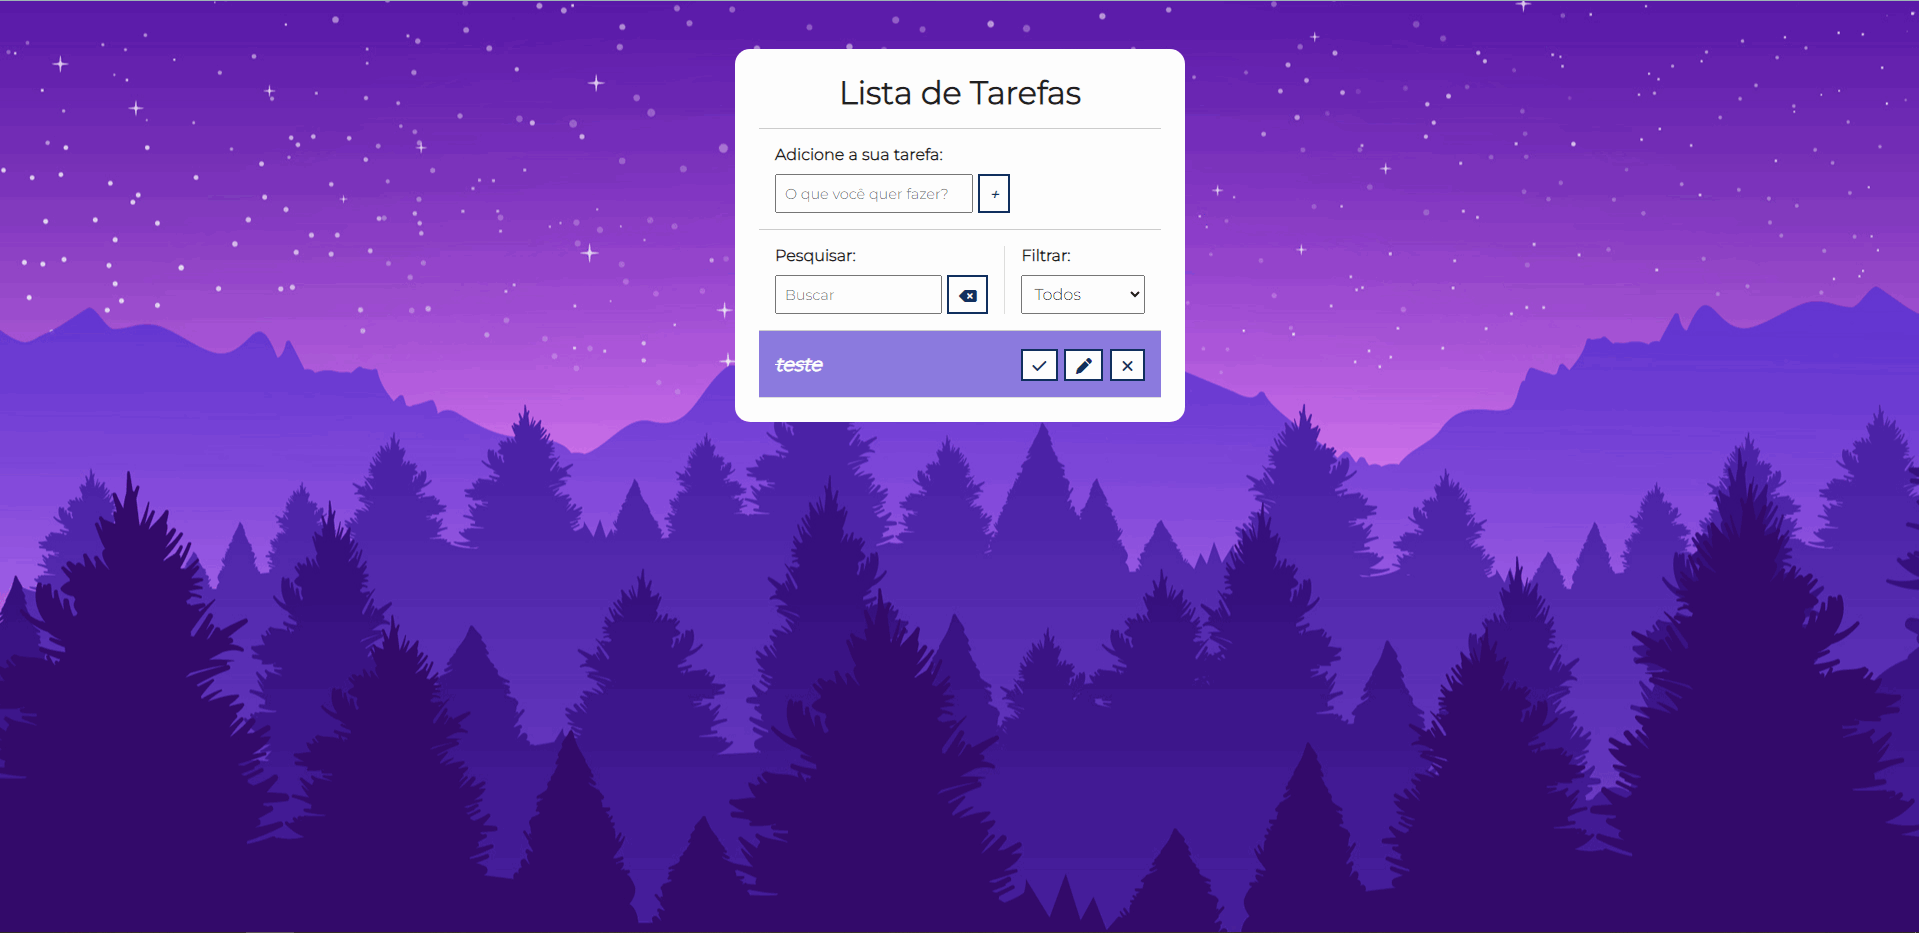 Lista de Tarefas
Adicione a sua tarefa:
O que você quer fazer? +
Pesquisar: Filtrar:
Buscar Todos
teste